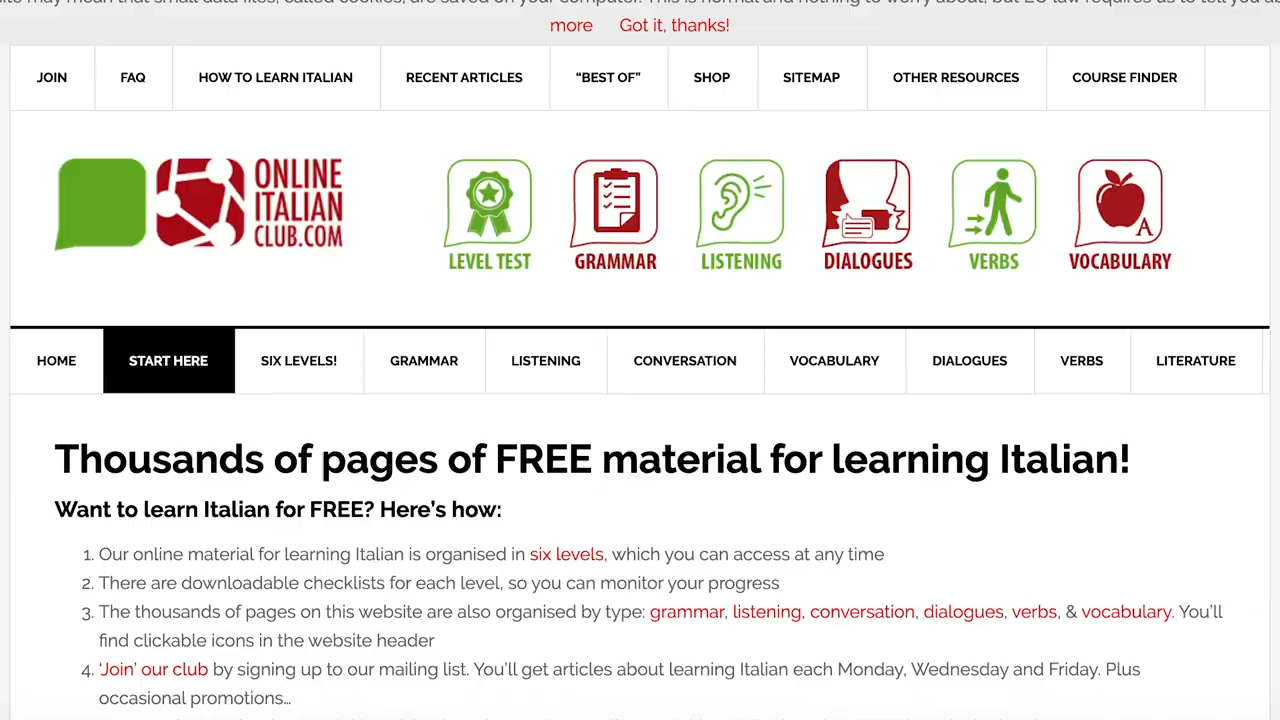 more Got it, thanks!
JOIN FAQ HOW TO LEARN ITALIAN RECENT ARTICLES “BEST OF” SHOP SITEMAP OTHER RESOURCES COURSE FINDER
ONLINE
ITALIAN
CLUB.COM
LEVEL TEST GRAMMAR LISTENING DIALOGUES VERBS VOCABULARY
HOME START HERE SIX LEVELS! GRAMMAR LISTENING CONVERSATION VOCABULARY DIALOGUES VERBS LITERATURE
Thousands of pages of FREE material for learning Italian!
Want to learn Italian for FREE? Here’s how:
1. Our online material for learning Italian is organised in six levels, which you can access at any time
2. There are downloadable checklists for each level, so you can monitor your progress
3. The thousands of pages on this website are also organised by type: grammar, listening, conversation, dialogues, verbs, & vocabulary. You’ll
find clickable icons in the website header
4. ‘Join’ our club by signing up to our mailing list. You’ll get articles about learning Italian each Monday, Wednesday and Friday. Plus
occasional promotions…